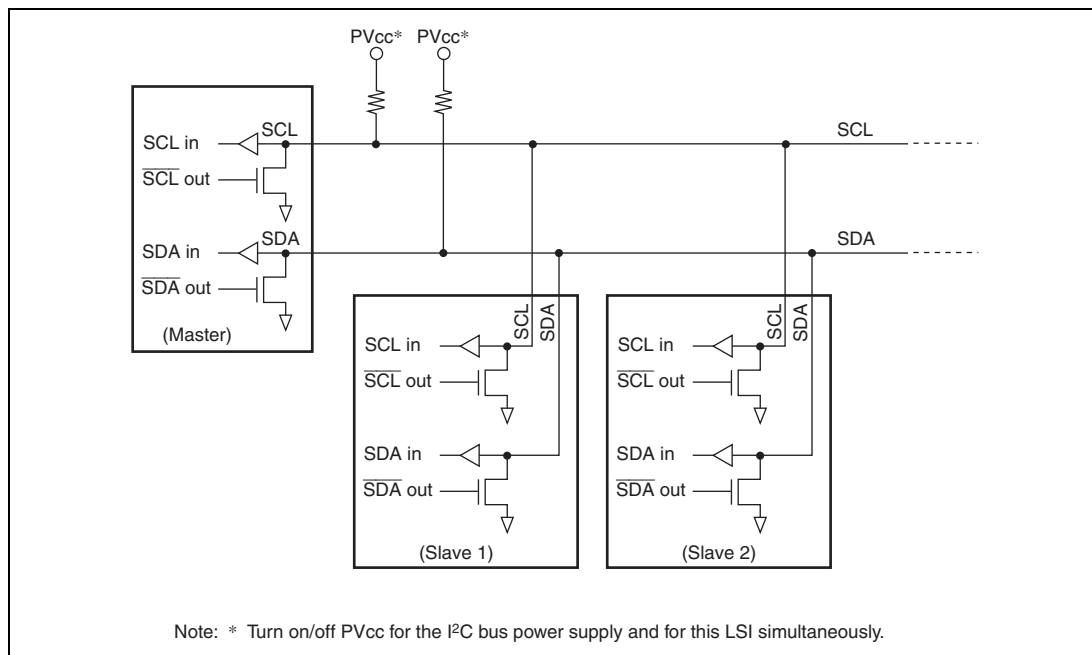 PVcc* PVcc*
SCL in
SCL
SCL
SCL out
SDA in
SDA
SDA
SDA out
(Master)
SCL
SDA
SCL
SDA
SCL in
SCL in
SCL out
SCL out
SDA in
SDA in
SDA out
SDA out
(Slave 1)
(Slave 2)
Note: * Turn on/off PVcc for the I²C bus power supply and for this LSI simultaneously.